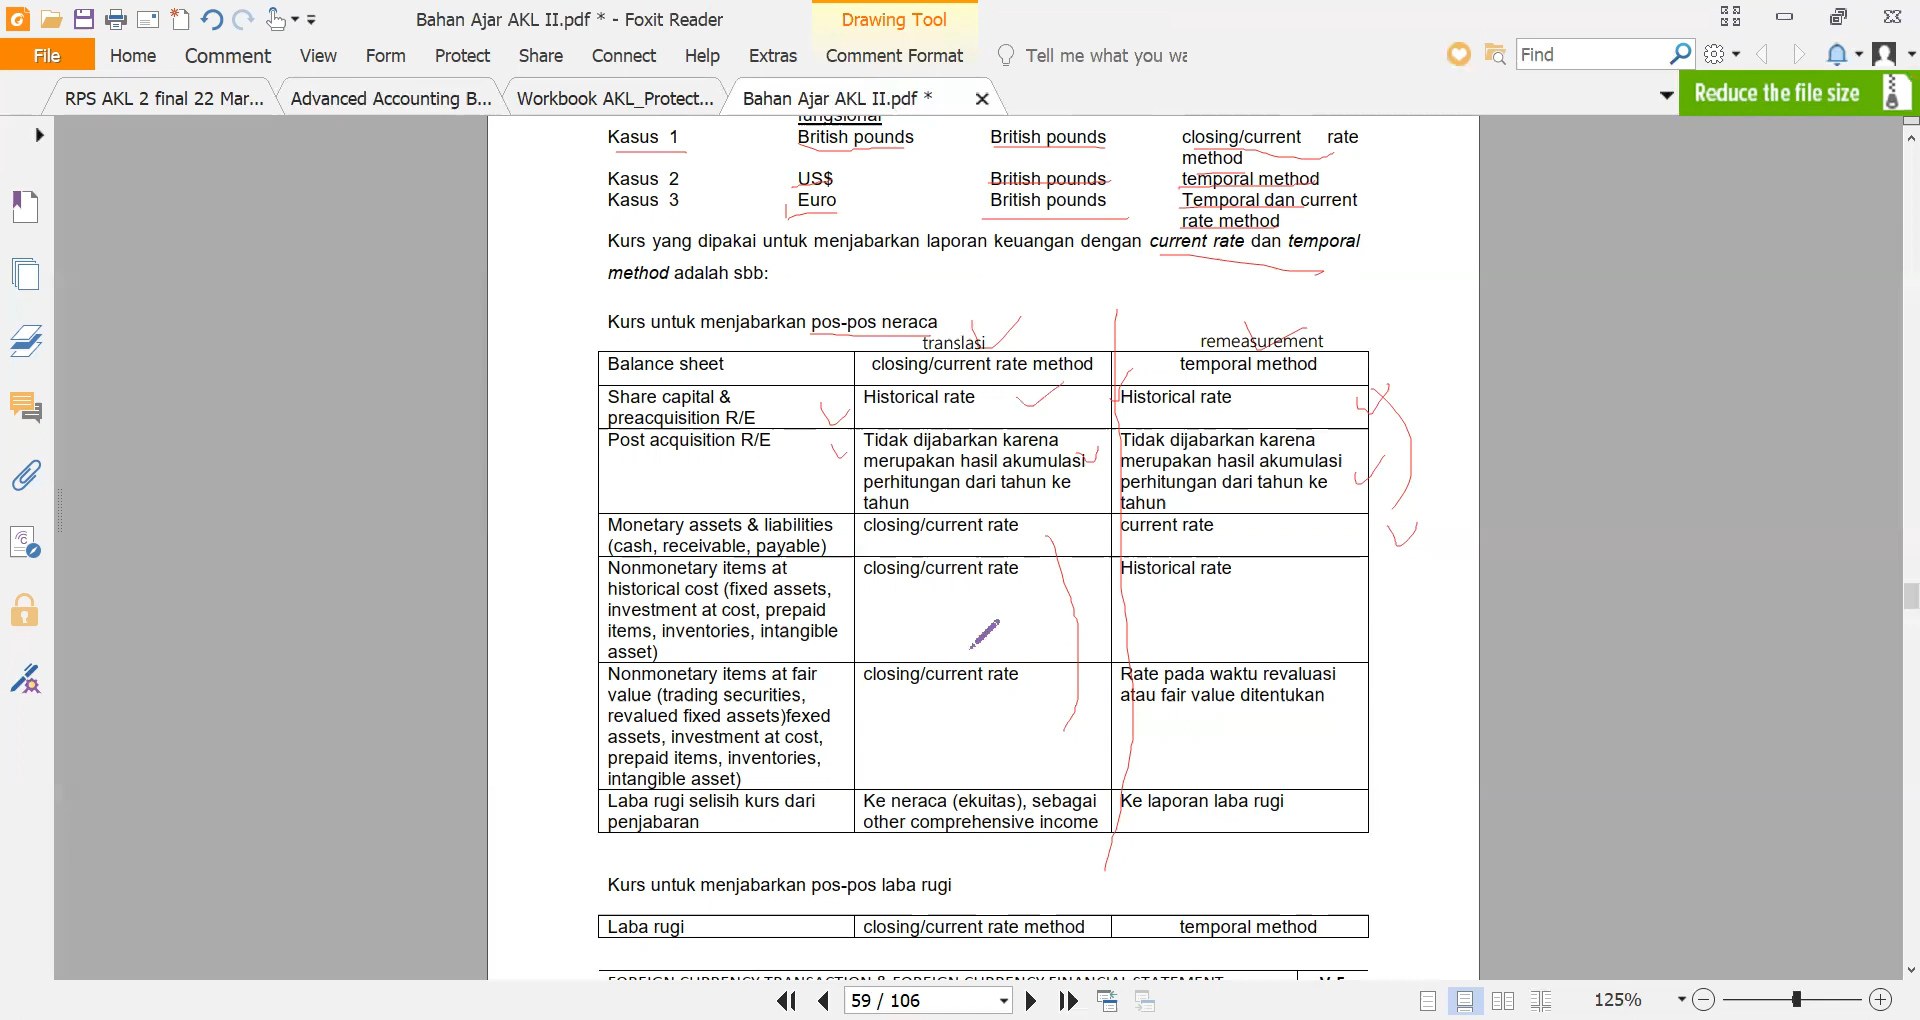 Bahan Ajar AKL II.pdf * - Foxit Reader
Drawing Tool
File
Home
Comment
View
Form
Protect
Share
Connect
Help
Extras
Comment Format
Tell me what you wa
Find
RPS AKL 2 final 22 Mar...
Advanced Accounting B...
Workbook AKL_Protect...
Bahan Ajar AKL II.pdf *
Reduce the file size
fungsional
Kasus 1 British pounds British pounds closing/current rate
method
Kasus 2 US$ British pounds temporal method
Kasus 3 Euro British pounds Temporal dan current
rate method
Kurs yang dipakai untuk menjabarkan laporan keuangan dengan current rate dan temporal
method adalah sbb:
Kurs untuk menjabarkan pos-pos neraca
translasi remeasurement
Balance sheet closing/current rate method temporal method
Share capital & Historical rate Historical rate
preacquisition R/E
Post acquisition R/E Tidak dijabarkan karena Tidak dijabarkan karena
merupakan hasil akumulasi merupakan hasil akumulasi
perhitungan dari tahun ke perhitungan dari tahun ke
tahun tahun
Monetary assets & liabilities closing/current rate current rate
(cash, receivable, payable)
Nonmonetary items at closing/current rate Historical rate
historical cost (fixed assets,
investment at cost, prepaid
items, inventories, intangible
asset)
Nonmonetary items at fair closing/current rate Rate pada waktu revaluasi
value (trading securities, atau fair value ditentukan
revalued fixed assets)fexed
assets, investment at cost,
prepaid items, inventories,
intangible asset)
Laba rugi selisih kurs dari Ke neraca (ekuitas), sebagai Ke laporan laba rugi
penjabaran other comprehensive income
Kurs untuk menjabarkan pos-pos laba rugi
Laba rugi closing/current rate method temporal method
FOREIGN CURRENCY TRANSACTION & FOREIGN CURRENCY FINANCIAL STATEMENT
59 / 106
125%